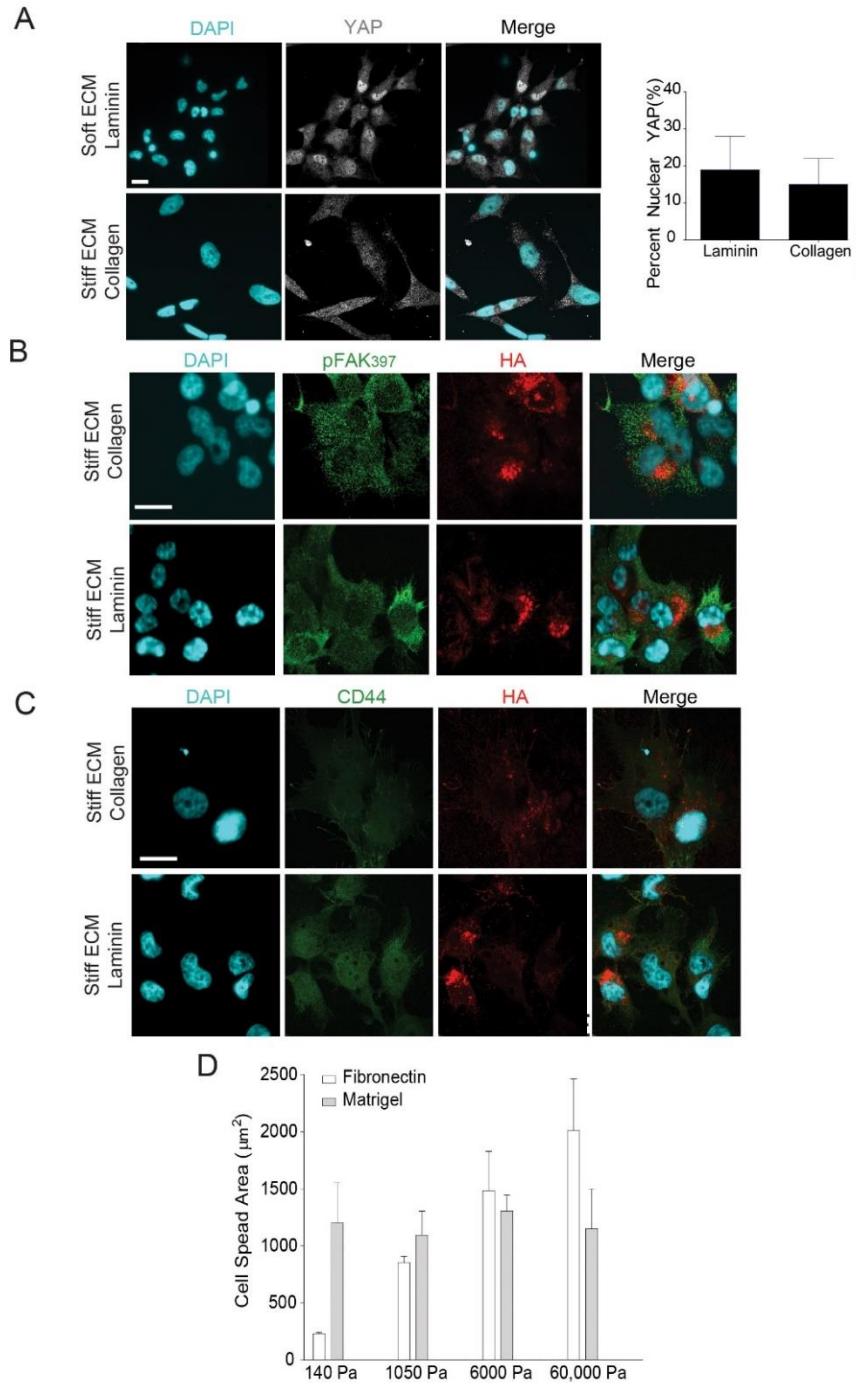 A
DAPI YAP Merge
Soft ECM
Laminin
Stiff ECM
Collagen
Percent Nuclear YAP(%)
40
30
20
10
0
Laminin Collagen
B
DAPI pFAK397 HA Merge
Stiff ECM
Collagen
Stiff ECM
Laminin
C
DAPI CD44 HA Merge
Stiff ECM
Collagen
Stiff ECM
Laminin
D
Cell Spead Area (μm²)
2500
2000
1500
1000
500
0
Fibronectin
Matrigel
140 Pa 1050 Pa 6000 Pa 60,000 Pa